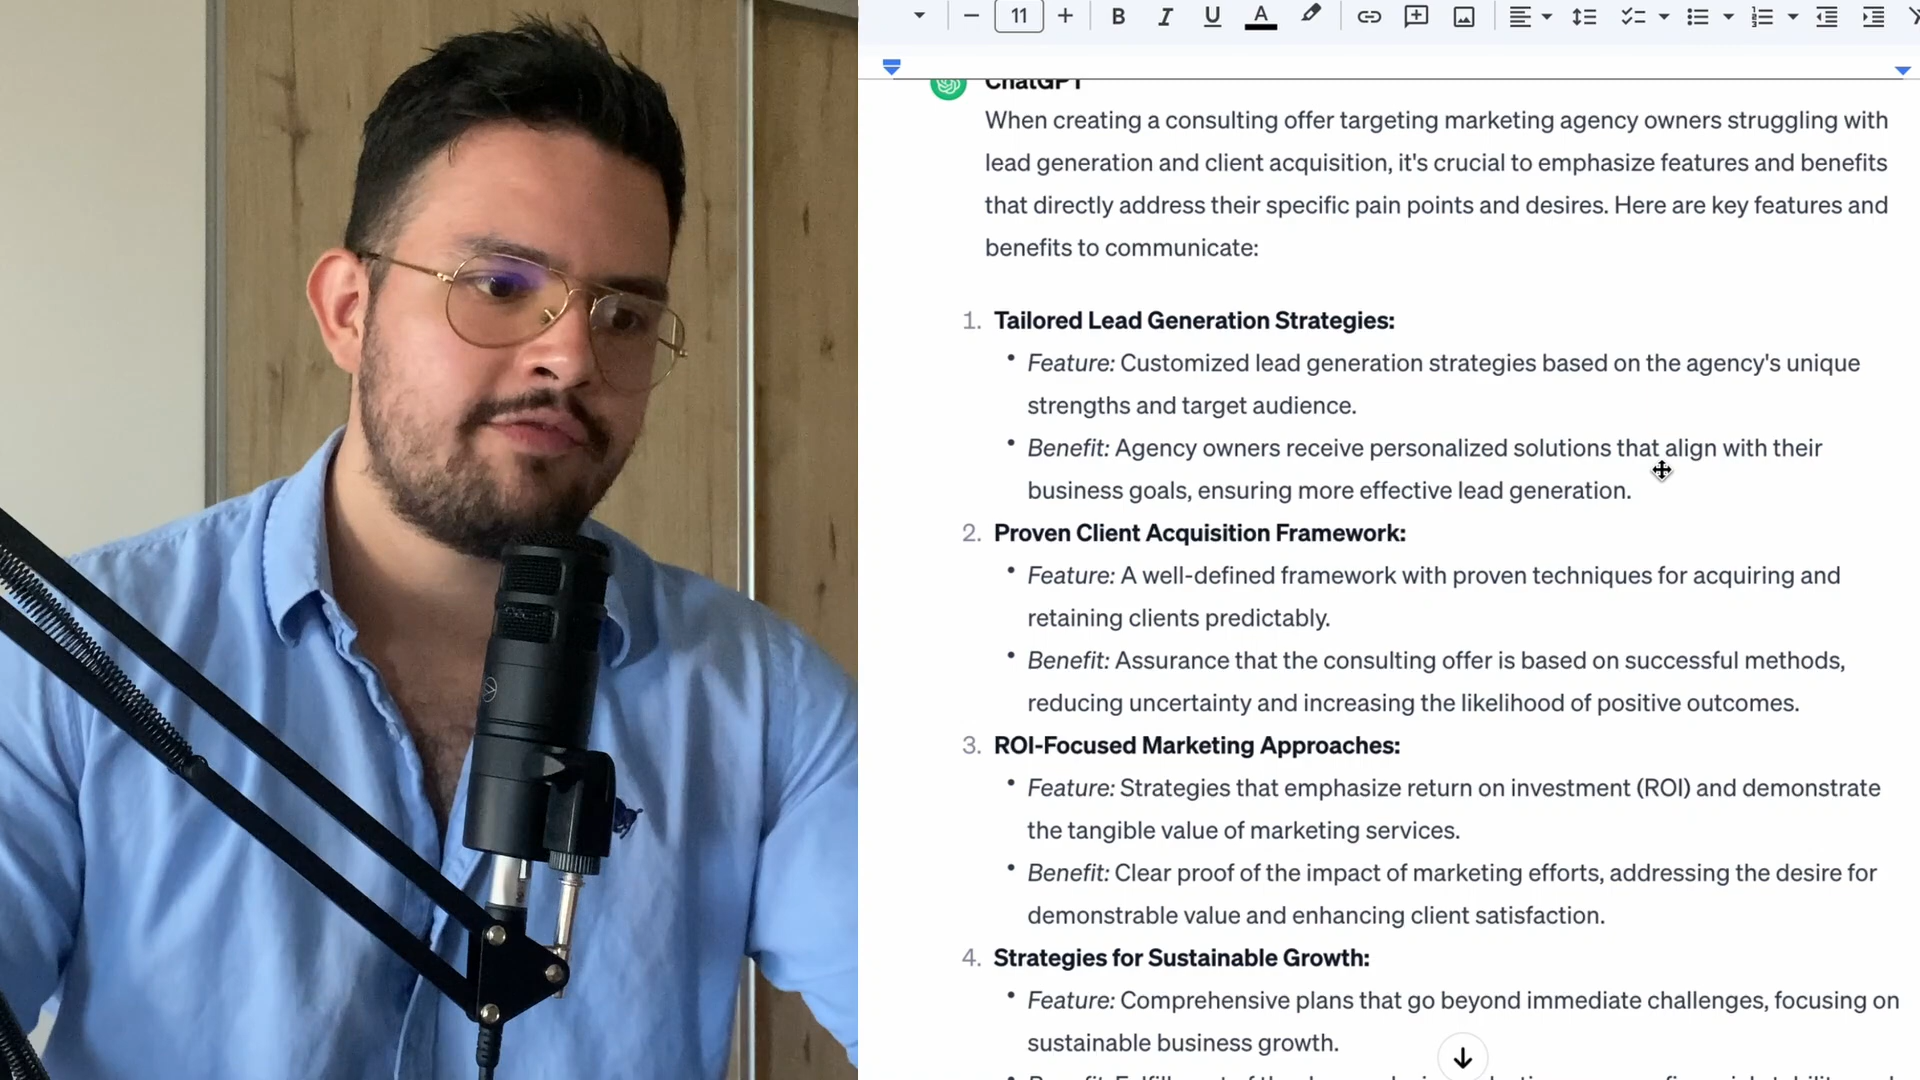 11
B I U A
ChatGPT
When creating a consulting offer targeting marketing agency owners struggling with
lead generation and client acquisition, it's crucial to emphasize features and benefits
that directly address their specific pain points and desires. Here are key features and
benefits to communicate:
1. Tailored Lead Generation Strategies:
• Feature: Customized lead generation strategies based on the agency's unique
strengths and target audience.
• Benefit: Agency owners receive personalized solutions that align with their
business goals, ensuring more effective lead generation.
2. Proven Client Acquisition Framework:
• Feature: A well-defined framework with proven techniques for acquiring and
retaining clients predictably.
• Benefit: Assurance that the consulting offer is based on successful methods,
reducing uncertainty and increasing the likelihood of positive outcomes.
3. ROI-Focused Marketing Approaches:
• Feature: Strategies that emphasize return on investment (ROI) and demonstrate
the tangible value of marketing services.
• Benefit: Clear proof of the impact of marketing efforts, addressing the desire for
demonstrable value and enhancing client satisfaction.
4. Strategies for Sustainable Growth:
• Feature: Comprehensive plans that go beyond immediate challenges, focusing on
sustainable business growth.